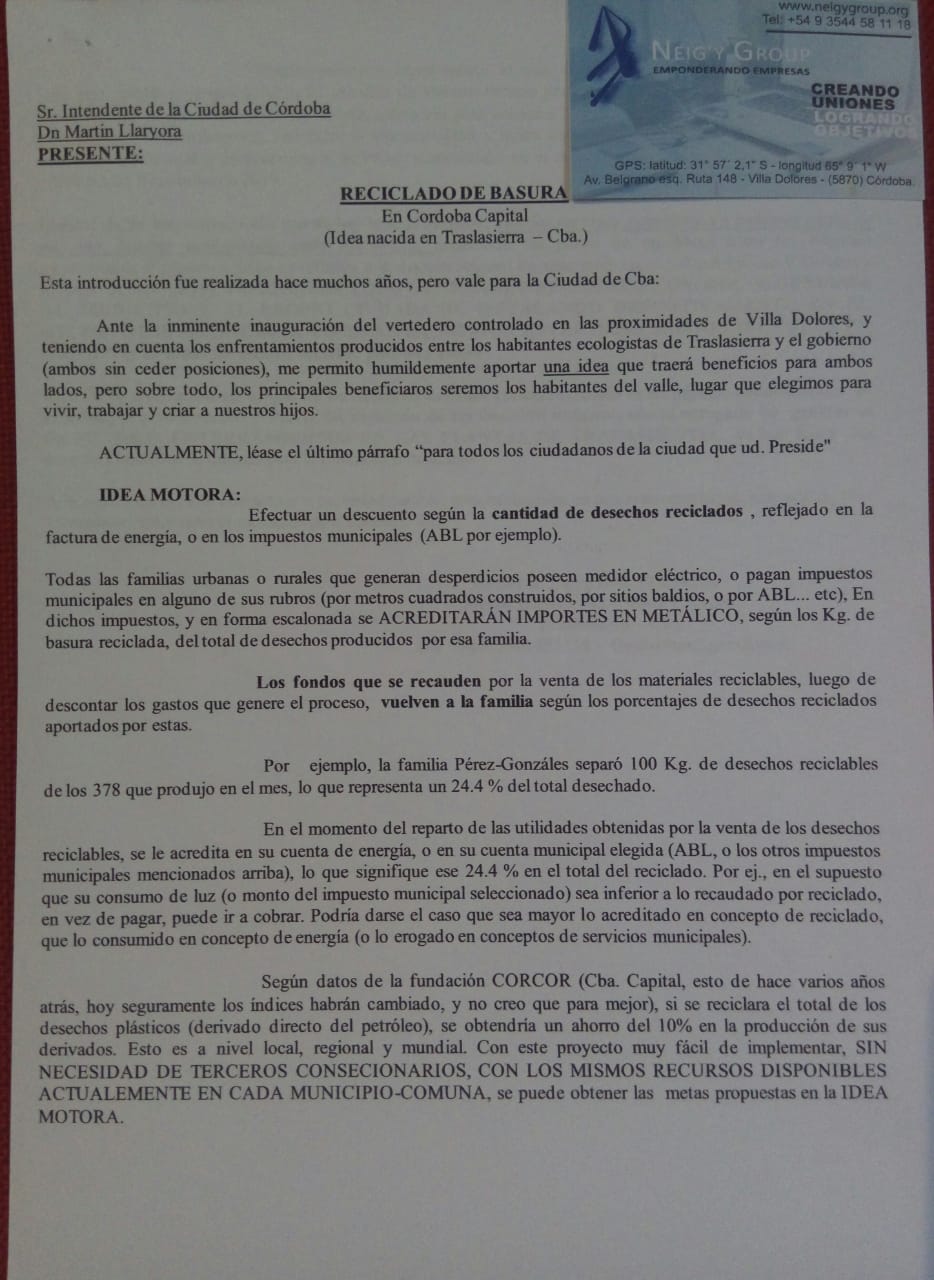 www.neigygroup.org
Tel: +54 9 3544 58 11 18
NEIG'Y GROUP
EMPONDERANDO EMPRESAS
CREANDO
UNIONES
LOGRANDO
OBJETIVOS
GPS: latitud: 31° 57´ 2,1" S - longitud 65° 9´ 1" W
Av. Belgrano esq. Ruta 148 - Villa Dolores - (5870) Córdoba.
Sr. Intendente de la Ciudad de Córdoba
Dn Martin Llaryora
PRESENTE:
RECICLADO DE BASURA
En Cordoba Capital
(Idea nacida en Traslasierra – Cba.)
Esta introducción fue realizada hace muchos años, pero vale para la Ciudad de Cba:
Ante la inminente inauguración del vertedero controlado en las proximidades de Villa Dolores, y
teniendo en cuenta los enfrentamientos producidos entre los habitantes ecologistas de Traslasierra y el gobierno
(ambos sin ceder posiciones), me permito humildemente aportar una idea que traerá beneficios para ambos
lados, pero sobre todo, los principales beneficiaros seremos los habitantes del valle, lugar que elegimos para
vivir, trabajar y criar a nuestros hijos.
ACTUALMENTE, léase el último párrafo “para todos los ciudadanos de la ciudad que ud. Preside"
IDEA MOTORA:
Efectuar un descuento según la cantidad de desechos reciclados , reflejado en la
factura de energía, o en los impuestos municipales (ABL por ejemplo).
Todas las familias urbanas o rurales que generan desperdicios poseen medidor eléctrico, o pagan impuestos
municipales en alguno de sus rubros (por metros cuadrados construidos, por sitios baldios, o por ABL... etc), En
dichos impuestos, y en forma escalonada se ACREDITARÁN IMPORTES EN METÁLICO, según los Kg. de
basura reciclada, del total de desechos producidos por esa familia.
Los fondos que se recauden por la venta de los materiales reciclables, luego de
descontar los gastos que genere el proceso, vuelven a la familia según los porcentajes de desechos reciclados
aportados por estas.
Por ejemplo, la familia Pérez-Gonzáles separó 100 Kg. de desechos reciclables
de los 378 que produjo en el mes, lo que representa un 24.4 % del total desechado.
En el momento del reparto de las utilidades obtenidas por la venta de los desechos
reciclables, se le acredita en su cuenta de energía, o en su cuenta municipal elegida (ABL, o los otros impuestos
municipales mencionados arriba), lo que signifique ese 24.4 % en el total del reciclado. Por ej., en el supuesto
que su consumo de luz (o monto del impuesto municipal seleccionado) sea inferior a lo recaudado por reciclado,
en vez de pagar, puede ir a cobrar. Podría darse el caso que sea mayor lo acreditado en concepto de reciclado,
que lo consumido en concepto de energía (o lo erogado en conceptos de servicios municipales).
Según datos de la fundación CORCOR (Cba. Capital, esto de hace varios años
atrás, hoy seguramente los índices habrán cambiado, y no creo que para mejor), si se reciclara el total de los
desechos plásticos (derivado directo del petróleo), se obtendría un ahorro del 10% en la producción de sus
derivados. Esto es a nivel local, regional y mundial. Con este proyecto muy fácil de implementar, SIN
NECESIDAD DE TERCEROS CONSECIONARIOS, CON LOS MISMOS RECURSOS DISPONIBLES
ACTUALEMENTE EN CADA MUNICIPIO-COMUNA, se puede obtener las metas propuestas en la IDEA
MOTORA.